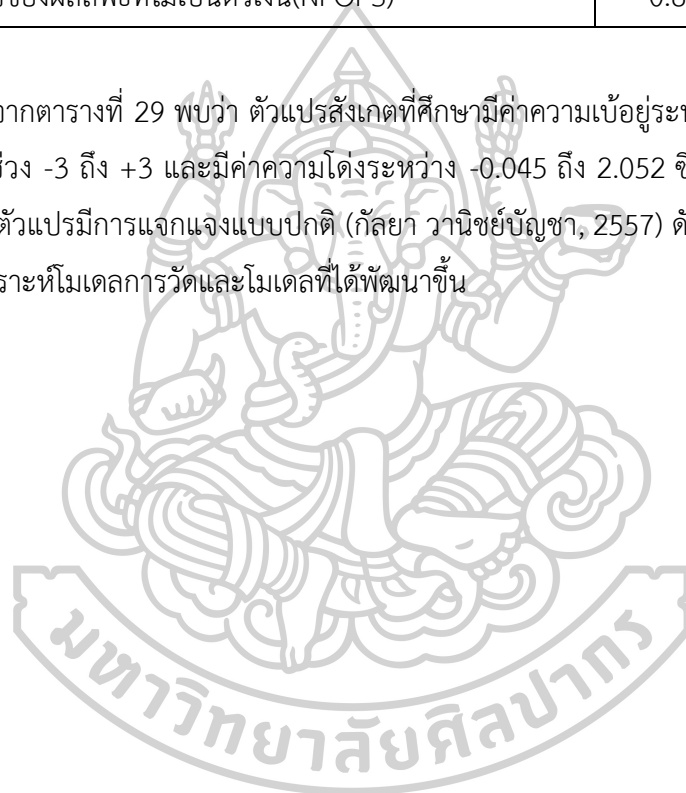 (NPOPS)
จากตารางที่ 29 พบว่า ตัวแปรสังเกตที่ศึกษามีค่าความเบ้อยู่ระ
-3 ถึง +3 และมีค่าความโด่งระหว่าง -0.045 ถึง 2.052
ตัวแปรมีการแจกแจงแบบปกติ (กัลยา วานิชย์บัญชา, 2557)
ราะห์โมเดลการวัดและโมเดลที่ได้พัฒนาขึ้น
มหาวิทยาลัยศิลปากร